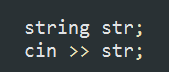 string str;
cin >> str;